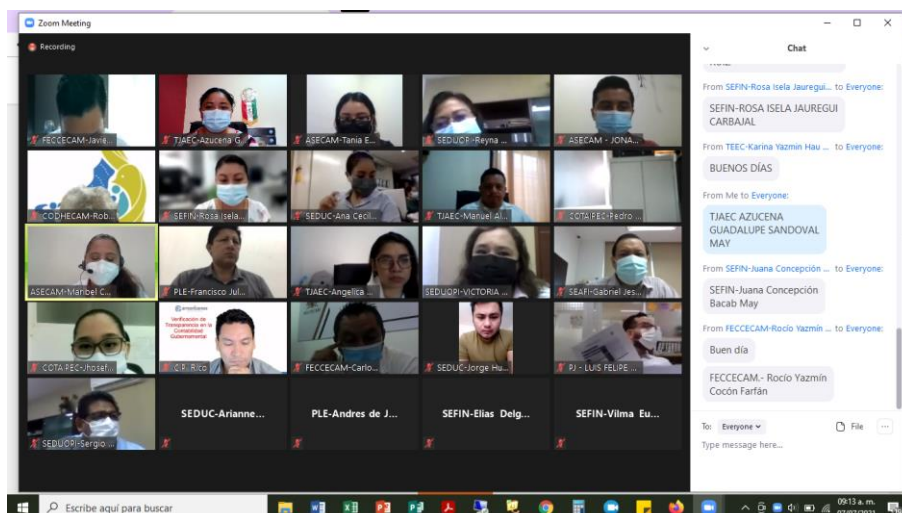 Zoom Meeting
Recording
Chat
FECCECAM-Javie...
TJAEC-Azucena G...
ASECAM-Tania E...
SEDUOPI-Reyna ...
ASECAM - JONA...
CODHECAM-Rob...
SEFIN-Rosa Isela...
SEDUC-Ana Cecil...
TJAEC-Manuel Al...
COTAIPEC-Pedro ...
ASECAM-Maribel C...
PLE-Francisco Jul...
TJAEC-Angelica ...
SEDUOPI-VICTORIA ...
SEAFI-Gabriel Jes...
Verificación de
Transparencia en la
Contabilidad
Gubernamental
COTAIPEC-Jhosef...
C.P. Rico
FECCECAM-Carlo...
SEDUC-Jorge Hu...
PJ - LUIS FELIPE ...
SEDUOPI-Sergio ...
SEDUC-Arianne...
PLE-Andres de J...
SEFIN-Elias Delg...
SEFIN-Vilma Eu...
From SEFIN-Rosa Isela Jauregui... to Everyone:
SEFIN-ROSA ISELA JAUREGUI
CARBAJAL
From TEEC-Karina Yazmin Hau ... to Everyone:
BUENOS DÍAS
From Me to Everyone:
TJAEC AZUCENA
GUADALUPE SANDOVAL
MAY
From SEFIN-Juana Concepción ... to Everyone:
SEFIN-Juana Concepción
Bacab May
From FECCECAM-Rocío Yazmín ... to Everyone:
Buen día
FECCECAM.- Rocío Yazmín
Cocón Farfán
To: Everyone
File
Type message here...
Escribe aquí para buscar
09:13 a. m.
07/07/2021